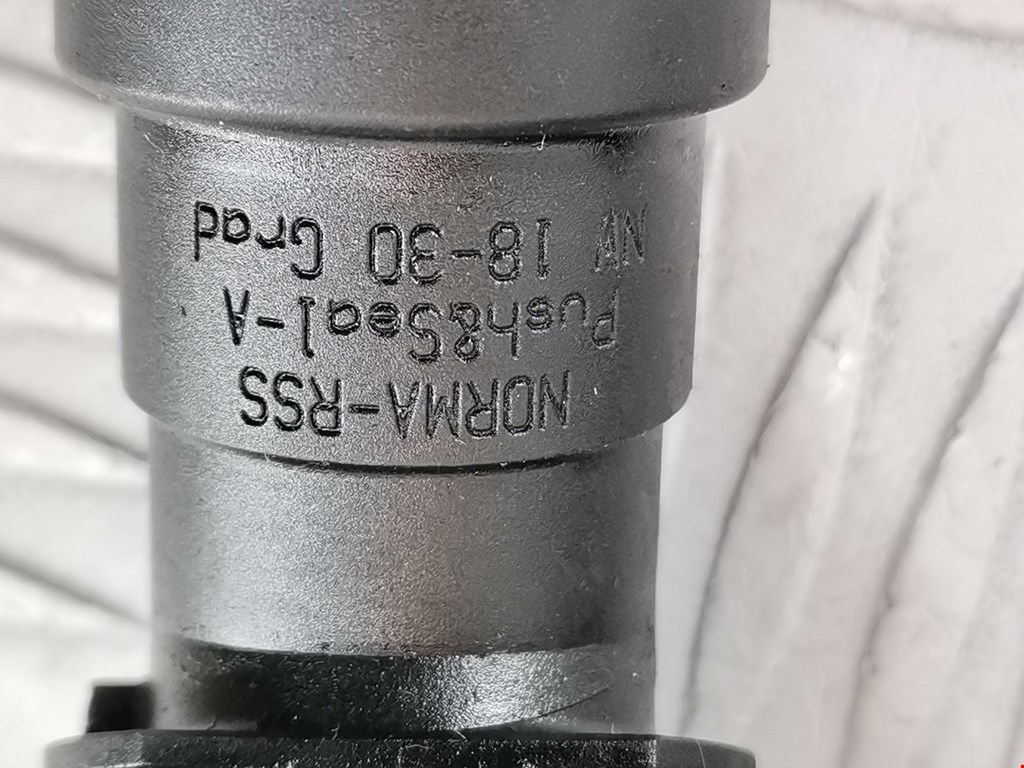 NORMA-RSS
Push&Seal-A
NW 18-30 Grad